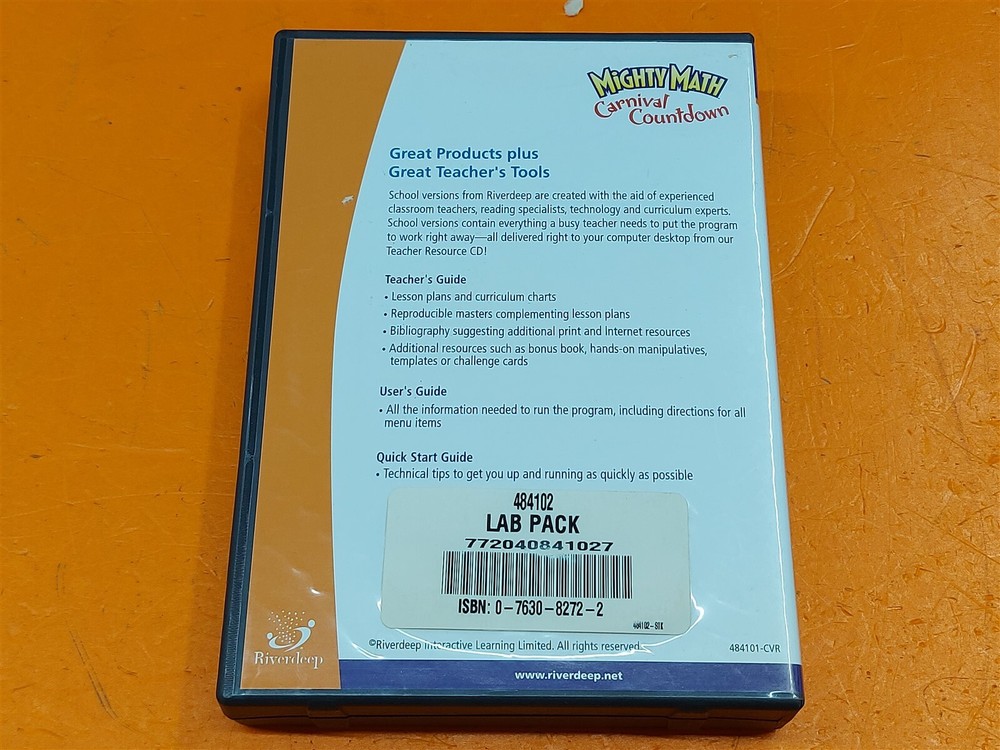 MIGHTY MATH
Carnival
Countdown
Great Products plus
Great Teacher's Tools
School versions from Riverdeep are created with the aid of experienced
classroom teachers, reading specialists, technology and curriculum experts.
School versions contain everything a busy teacher needs to put the program
to work right away—all delivered right to your computer desktop from our
Teacher Resource CD!
Teacher's Guide
• Lesson plans and curriculum charts
• Reproducible masters complementing lesson plans
• Bibliography suggesting additional print and Internet resources
• Additional resources such as bonus book, hands-on manipulatives,
templates or challenge cards
User's Guide
• All the information needed to run the program, including directions for all
menu items
Quick Start Guide
• Technical tips to get you up and running as quickly as possible
484102
LAB PACK
772040841027
ISBN: 0-7630-8272-2
©Riverdeep Interactive Learning Limited. All rights reserved.
484101-CVR
Riverdeep
www.riverdeep.net